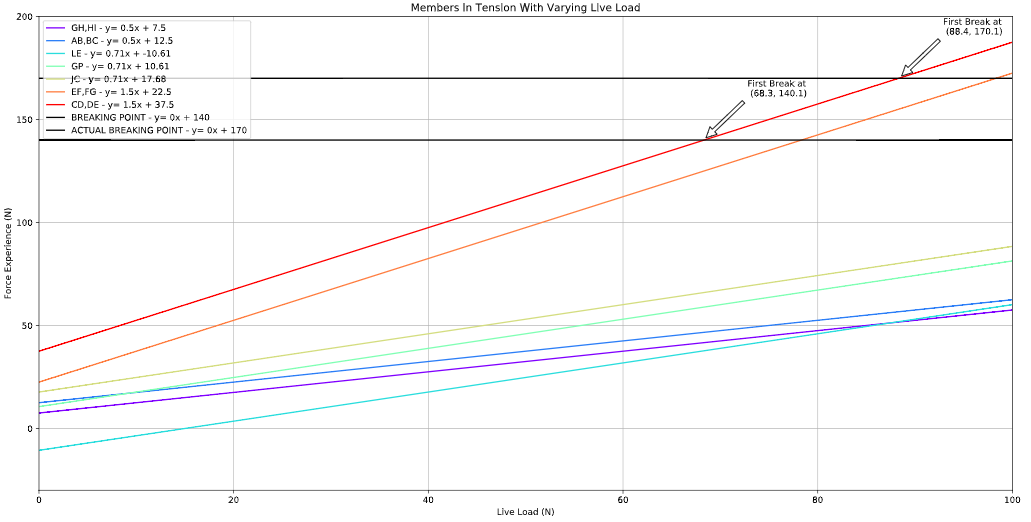 Members In Tension With Varying Live Load
200
150
100
50
0
Force Experience (N)
GH,HI - y= 0.5x + 7.5
AB,BC - y= 0.5x + 12.5
LE - y= 0.71x + -10.61
GP - y= 0.71x + 10.61
JC - y= 0.71x + 17.68
EF,FG - y= 1.5x + 22.5
CD,DE - y= 1.5x + 37.5
BREAKING POINT - y= 0x + 140
ACTUAL BREAKING POINT - y= 0x + 170
First Break at
(68.3, 140.1)
First Break at
(88.4, 170.1)
0 20 40 60 80 100
Live Load (N)